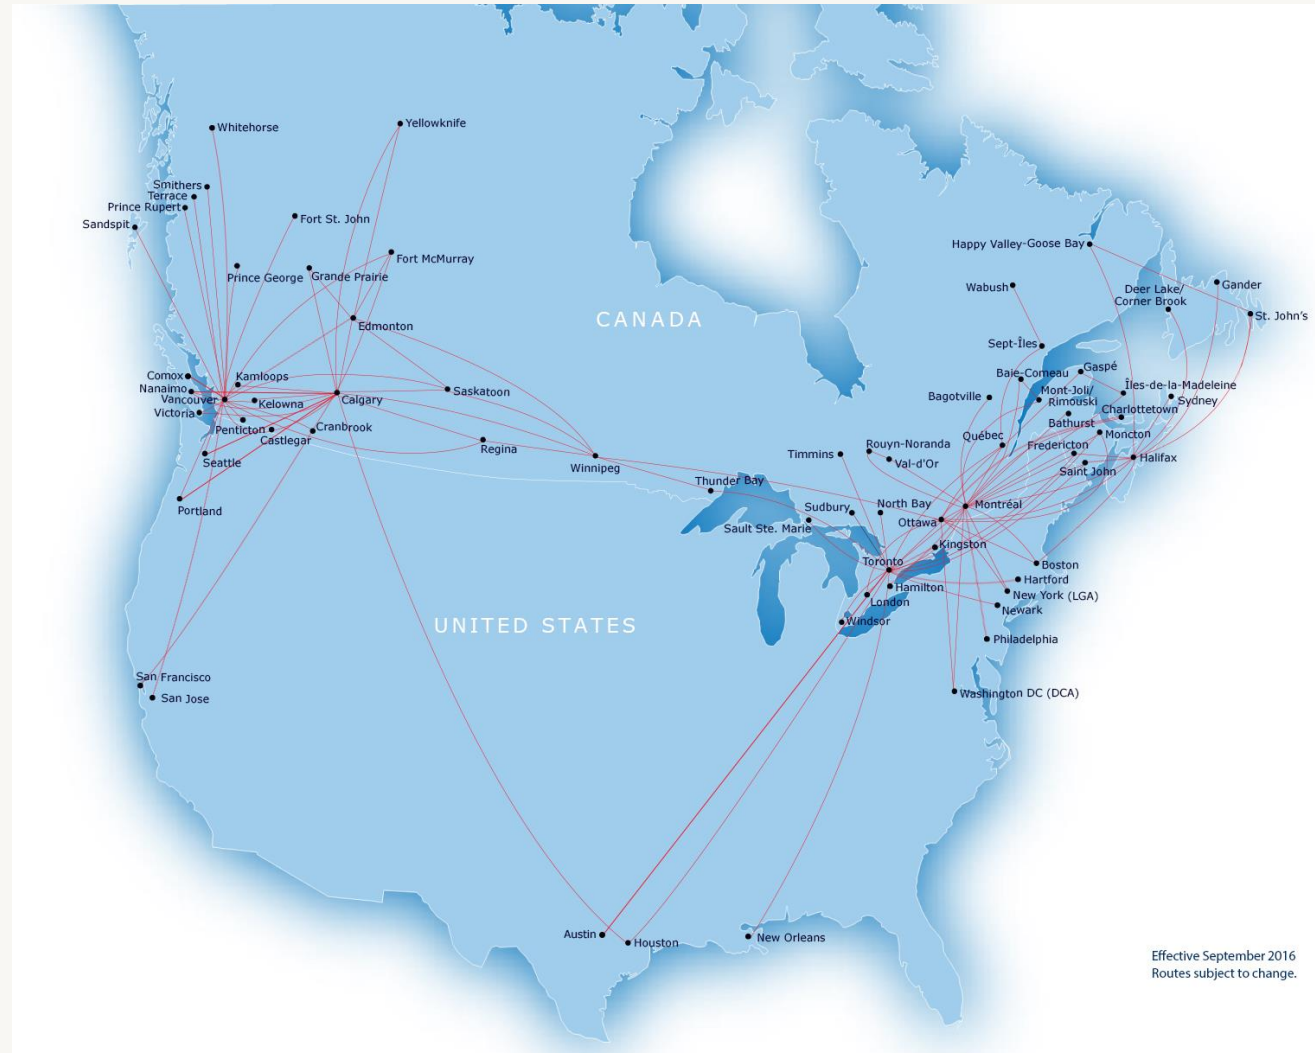 Whitehorse
Yellowknife
Smithers
Terrace
Prince Rupert
Sandspit
Fort St. John
Fort McMurray
Prince George
Grande Prairie
Edmonton
Happy Valley-Goose Bay
Wabush
Deer Lake/
Corner Brook
Gander
St. John's
CANADA
Sept-Îles
Comox
Kamloops
Nanaimo
Vancouver
Kelowna
Calgary
Saskatoon
Victoria
Penticton
Cranbrook
Castlegar
Seattle
Regina
Winnipeg
Portland
Baie-Comeau
Gaspé
Mont-Joli/
Rimouski
Îles-de-la-Madeleine
Sydney
Bagotville
Charlottetown
Bathurst
Moncton
Québec
Fredericton
Halifax
Saint John
Rouyn-Noranda
Val-d'Or
Timmins
Thunder Bay
Sudbury
North Bay
Montréal
Ottawa
Sault Ste. Marie
Kingston
Toronto
Boston
Hartford
Hamilton
New York (LGA)
London
Newark
Windsor
UNITED STATES
Philadelphia
San Francisco
San Jose
Washington DC (DCA)
Austin
Houston
New Orleans
Effective September 2016
Routes subject to change.